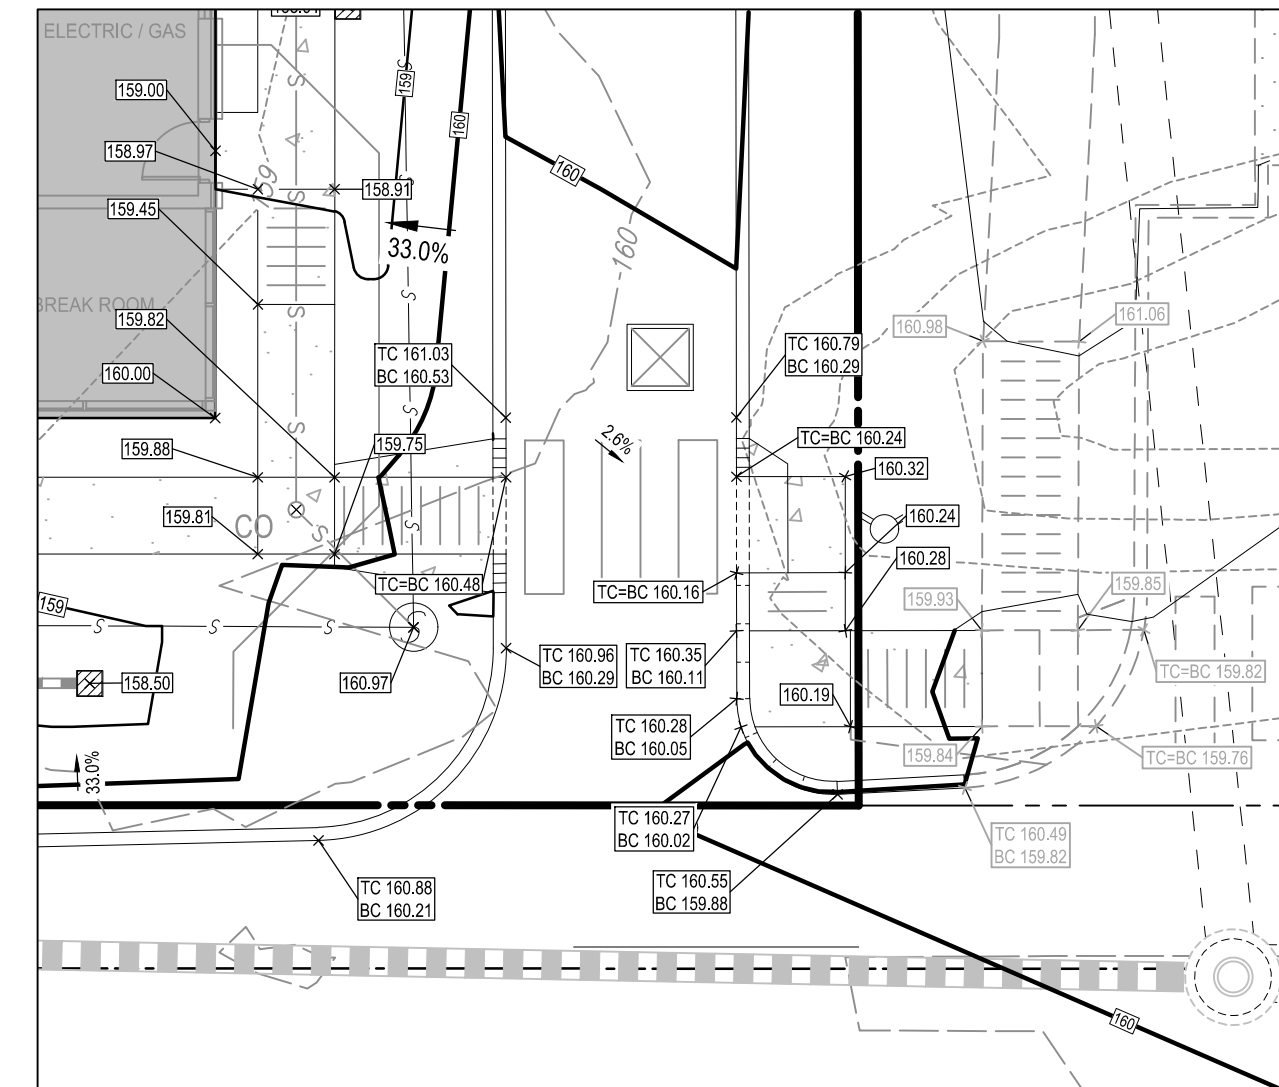 ELECTRIC / GAS
159.00
159
160
158.97
160
159
158.91
159.45
33.0%
160
BREAK ROOM
161.06
160.98
159.82
TC 160.79
BC 160.29
TC 161.03
BC 160.53
160.00
2.6%
TC=BC 160.24
159.88
159.75
160.32
159.81
CO
160.24
160.28
TC=BC 160.48
TC=BC 160.16
159.93
159.85
159
S
S
S
S
S
S
S
S
S
S
S
TC 160.96
BC 160.29
TC 160.35
BC 160.11
TC=BC 159.82
158.50
160.97
160.19
TC 160.28
BC 160.05
159.84
TC=BC 159.76
33.0%
TC 160.27
BC 160.02
TC 160.49
BC 159.82
TC 160.88
BC 160.21
TC 160.55
BC 159.88
160